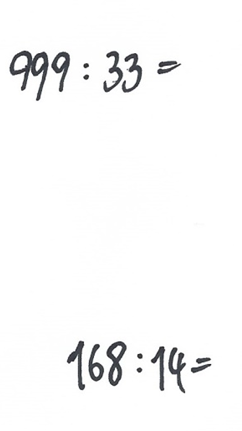 999 : 33 =
168 : 14 =